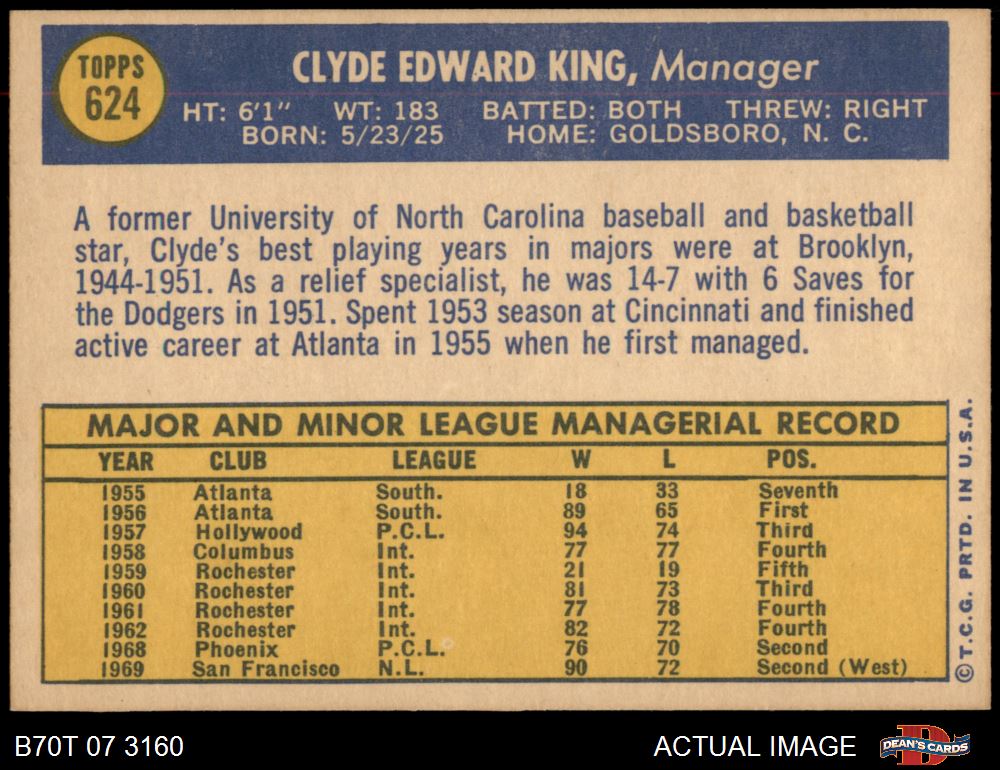 TOPPS
624
CLYDE EDWARD KING, Manager
HT: 6'1" WT: 183 BATTED: BOTH THREW: RIGHT
BORN: 5/23/25 HOME: GOLDSBORO, N. C.
A former University of North Carolina baseball and basketball
star, Clyde's best playing years in majors were at Brooklyn,
1944-1951. As a relief specialist, he was 14-7 with 6 Saves for
the Dodgers in 1951. Spent 1953 season at Cincinnati and finished
active career at Atlanta in 1955 when he first managed.
MAJOR AND MINOR LEAGUE MANAGERIAL RECORD
YEAR CLUB LEAGUE W L POS.
1955 Atlanta South. 18 33 Seventh
1956 Atlanta South. 89 65 First
1957 Hollywood P.C.L. 94 74 Third
1958 Columbus Int. 77 77 Fourth
1959 Rochester Int. 21 19 Fifth
1960 Rochester Int. 81 73 Third
1961 Rochester Int. 77 78 Fourth
1962 Rochester Int. 82 72 Fourth
1968 Phoenix P.C.L. 76 70 Second
1969 San Francisco N.L. 90 72 Second (West)
© T.C.G. PRTD. IN U.S.A.
B70T 07 3160
ACTUAL IMAGE
D
DEAN'S CARDS